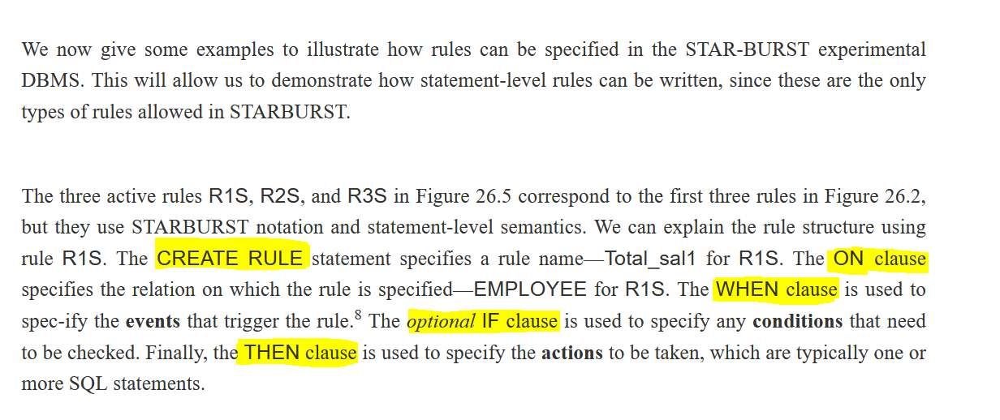 We now give some examples to illustrate how rules can be specified in the STAR-BURST experimental
DBMS. This will allow us to demonstrate how statement-level rules can be written, since these are the only
types of rules allowed in STARBURST.
The three active rules R1S, R2S, and R3S in Figure 26.5 correspond to the first three rules in Figure 26.2,
but they use STARBURST notation and statement-level semantics. We can explain the rule structure using
rule R1S. The CREATE RULE statement specifies a rule name—Total_sal1 for R1S. The ON clause
specifies the relation on which the rule is specified—EMPLOYEE for R1S. The WHEN clause is used to
spec-ify the events that trigger the rule.8 The optional IF clause is used to specify any conditions that need
to be checked. Finally, the THEN clause is used to specify the actions to be taken, which are typically one or
more SQL statements.